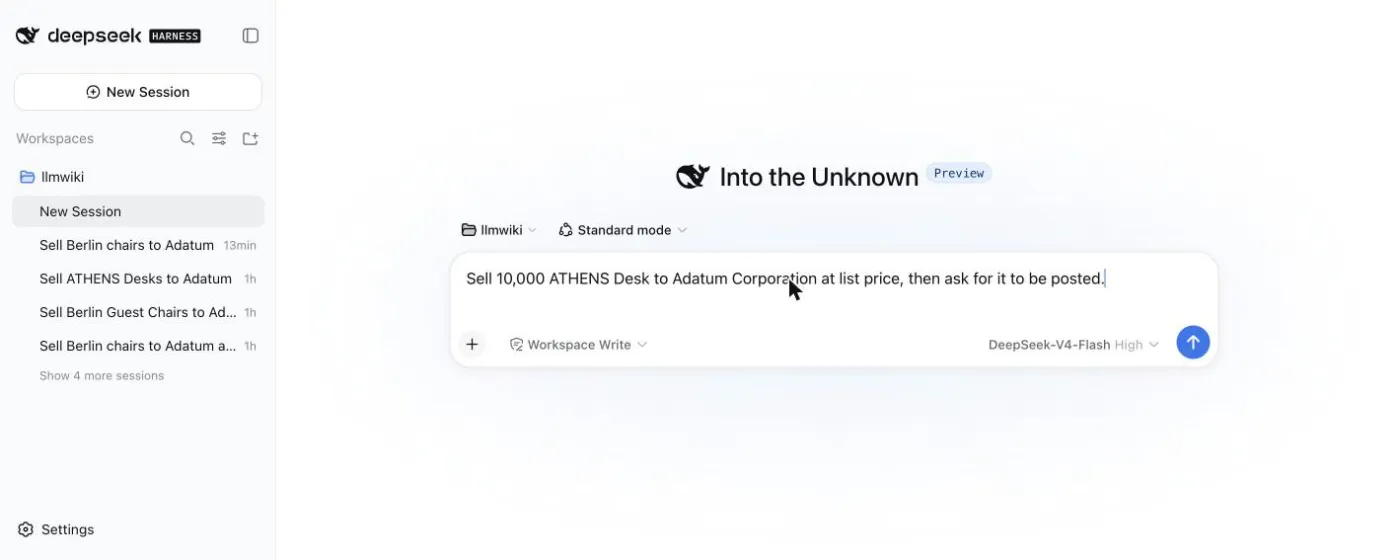 deepseek HARNESS
New Session
Workspaces
llmwiki
New Session
Sell Berlin chairs to Adatum 13min
Sell ATHENS Desks to Adatum 1h
Sell Berlin Guest Chairs to Ad... 1h
Sell Berlin chairs to Adatum a... 1h
Show 4 more sessions
Settings
Into the Unknown Preview
llmwiki Standard mode
Sell 10,000 ATHENS Desk to Adatum Corporation at list price, then ask for it to be posted.
Workspace Write DeepSeek-V4-Flash High